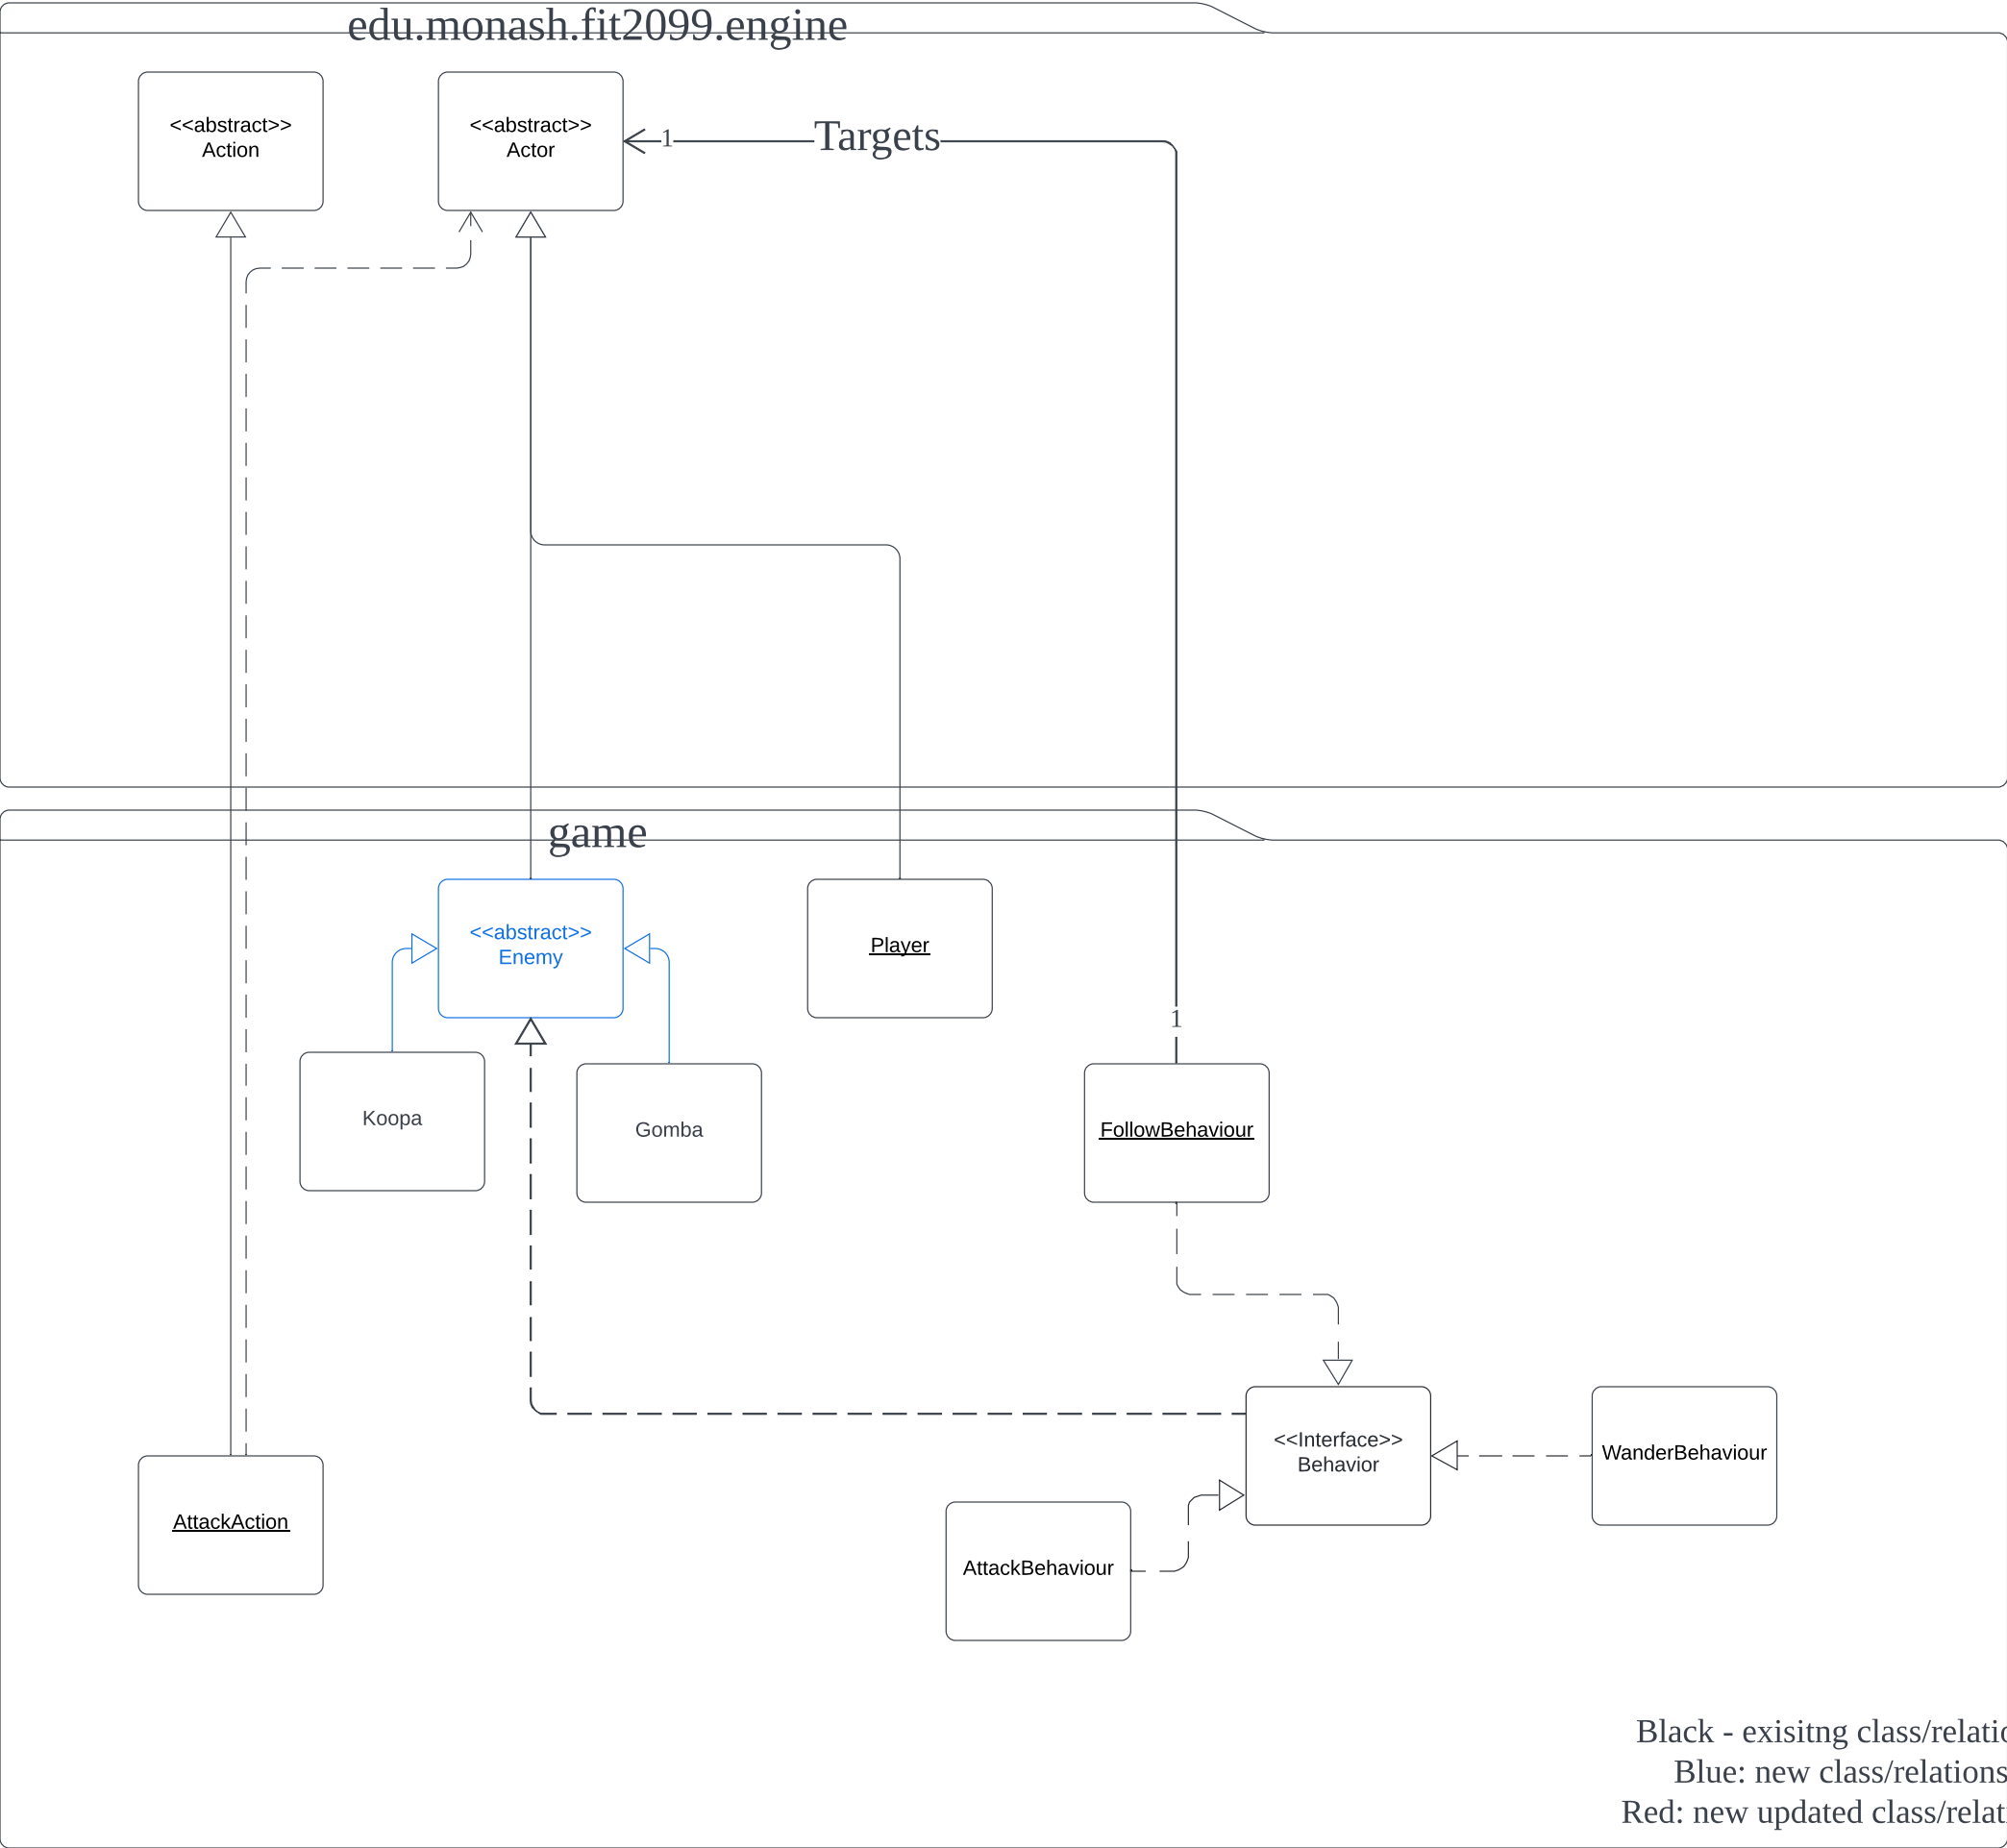 edu.monash.fit2099.engine
<<abstract>>
Action
<<abstract>>
Actor
1
Targets
game
<<abstract>>
Enemy
Player
1
Koopa
Gomba
FollowBehaviour
<<Interface>>
Behavior
WanderBehaviour
AttackAction
AttackBehaviour
Black - exisitng class/relatio
Blue: new class/relations
Red: new updated class/relat